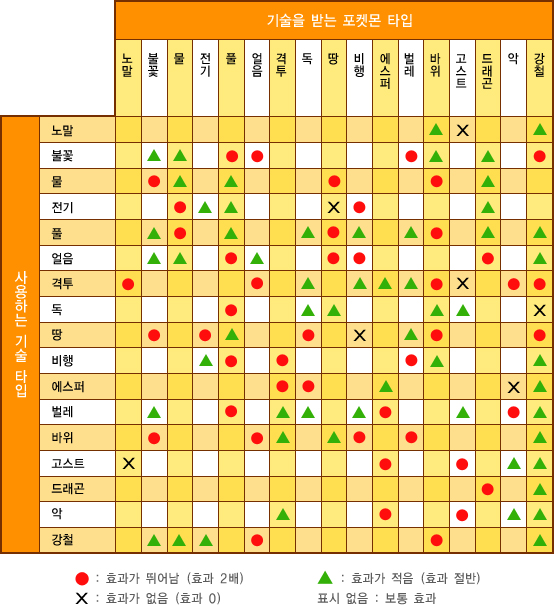 기술을 받는 포켓몬 타입
노말 불꽃 물 전기 풀 얼음 격투 독 땅 비행 에스퍼 벌레 바위 고스트 드래곤 악 강철
사용하는 기술 타입
노말
불꽃
물
전기
풀
얼음
격투
독
땅
비행
에스퍼
벌레
바위
고스트
드래곤
악
강철
: 효과가 뛰어남 (효과 2배) : 효과가 적음 (효과 절반)
X : 효과가 없음 (효과 0) 표시 없음 : 보통 효과